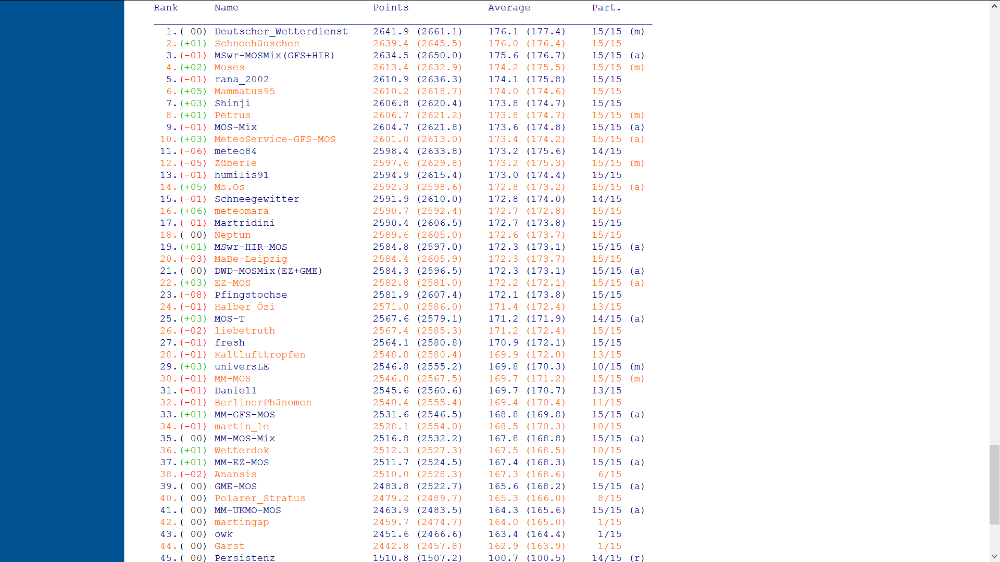 Rank Name Points Average Part.
1.( 00) Deutscher_Wetterdienst 2641.9 (2661.1) 176.1 (177.4) 15/15 (m)
2.(+01) Schneehäuschen 2639.4 (2645.5) 176.0 (176.4) 15/15
3.(-01) MSwr-MOSMix(GFS+HIR) 2634.5 (2650.0) 175.6 (176.7) 15/15 (a)
4.(+02) Moses 2613.4 (2632.9) 174.2 (175.5) 15/15 (m)
5.(-01) rana_2002 2610.9 (2636.3) 174.1 (175.8) 15/15
6.(+05) Mammatus95 2610.2 (2618.7) 174.0 (174.6) 15/15
7.(+03) Shinji 2606.8 (2620.4) 173.8 (174.7) 15/15
8.(+01) Petrus 2606.7 (2621.2) 173.8 (174.7) 15/15 (m)
9.(-01) MOS-Mix 2604.7 (2621.8) 173.6 (174.8) 15/15 (a)
10.(+03) MeteoService-GFS-MOS 2601.0 (2613.0) 173.4 (174.2) 15/15 (a)
11.(-06) meteo84 2598.4 (2633.8) 173.2 (175.6) 14/15
12.(-05) Züberle 2597.6 (2629.8) 173.2 (175.3) 15/15 (m)
13.(-01) humilis91 2594.9 (2615.4) 173.0 (174.4) 15/15
14.(+05) Ms.Os 2592.3 (2598.6) 172.8 (173.2) 15/15 (a)
15.(-01) Schneegewitter 2591.9 (2610.0) 172.8 (174.0) 14/15
16.(+06) meteomara 2590.7 (2592.4) 172.7 (172.8) 15/15
17.(-01) Martridini 2590.4 (2606.5) 172.7 (173.8) 15/15
18.( 00) Neptun 2589.6 (2605.0) 172.6 (173.7) 15/15
19.(+01) MSwr-HIR-MOS 2584.8 (2597.0) 172.3 (173.1) 15/15 (a)
20.(-03) MaBe-Leipzig 2584.4 (2605.9) 172.3 (173.7) 15/15
21.( 00) DWD-MOSMix(EZ+GME) 2584.3 (2596.5) 172.3 (173.1) 15/15 (a)
22.(+03) EZ-MOS 2582.8 (2581.0) 172.2 (172.1) 15/15 (a)
23.(-08) Pfingstochse 2581.9 (2607.4) 172.1 (173.8) 15/15
24.(-01) Halber_Ösi 2571.0 (2586.0) 171.4 (172.4) 13/15
25.(+03) MOS-T 2567.6 (2579.1) 171.2 (171.9) 14/15 (a)
26.(-02) liebetruth 2567.4 (2585.3) 171.2 (172.4) 15/15
27.(-01) fresh 2564.1 (2580.8) 170.9 (172.1) 15/15
28.(-01) Kaltlufttropfen 2548.8 (2580.4) 169.9 (172.0) 13/15
29.(+03) universLE 2546.8 (2555.2) 169.8 (170.3) 10/15 (m)
30.(-01) MM-MOS 2546.0 (2567.5) 169.7 (171.2) 15/15 (m)
31.(-01) Daniel1 2545.6 (2560.6) 169.7 (170.7) 13/15
32.(-01) BerlinerPhänomen 2540.4 (2555.4) 169.4 (170.4) 11/15
33.(+01) MM-GFS-MOS 2531.6 (2546.5) 168.8 (169.8) 15/15 (a)
34.(-01) martin_le 2528.1 (2554.0) 168.5 (170.3) 10/15
35.( 00) MM-MOS-Mix 2516.8 (2532.2) 167.8 (168.8) 15/15 (a)
36.(+01) Wetterdok 2512.3 (2527.3) 167.5 (168.5) 10/15
37.(+01) MM-EZ-MOS 2511.7 (2524.5) 167.4 (168.3) 15/15 (a)
38.(-02) Anansis 2510.0 (2528.3) 167.3 (168.6) 6/15
39.( 00) GME-MOS 2483.8 (2522.7) 165.6 (168.2) 15/15 (a)
40.( 00) Polarer_Stratus 2479.2 (2489.7) 165.3 (166.0) 8/15
41.( 00) MM-UKMO-MOS 2463.9 (2483.5) 164.3 (165.6) 15/15 (a)
42.( 00) martingap 2459.7 (2474.7) 164.0 (165.0) 1/15
43.( 00) owk 2451.6 (2466.6) 163.4 (164.4) 1/15
44.( 00) Garst 2442.8 (2457.8) 162.9 (163.9) 1/15
45.( 00) Persistenz 1510.8 (1507.2) 100.7 (100.5) 14/15 (r)